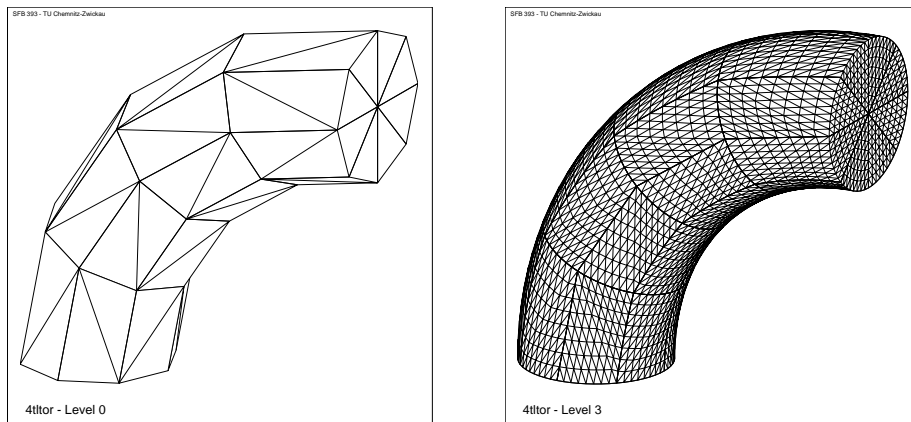 SFB 393 - TU Chemnitz-Zwickau
4tltor - Level 0
SFB 393 - TU Chemnitz-Zwickau
4tltor - Level 3